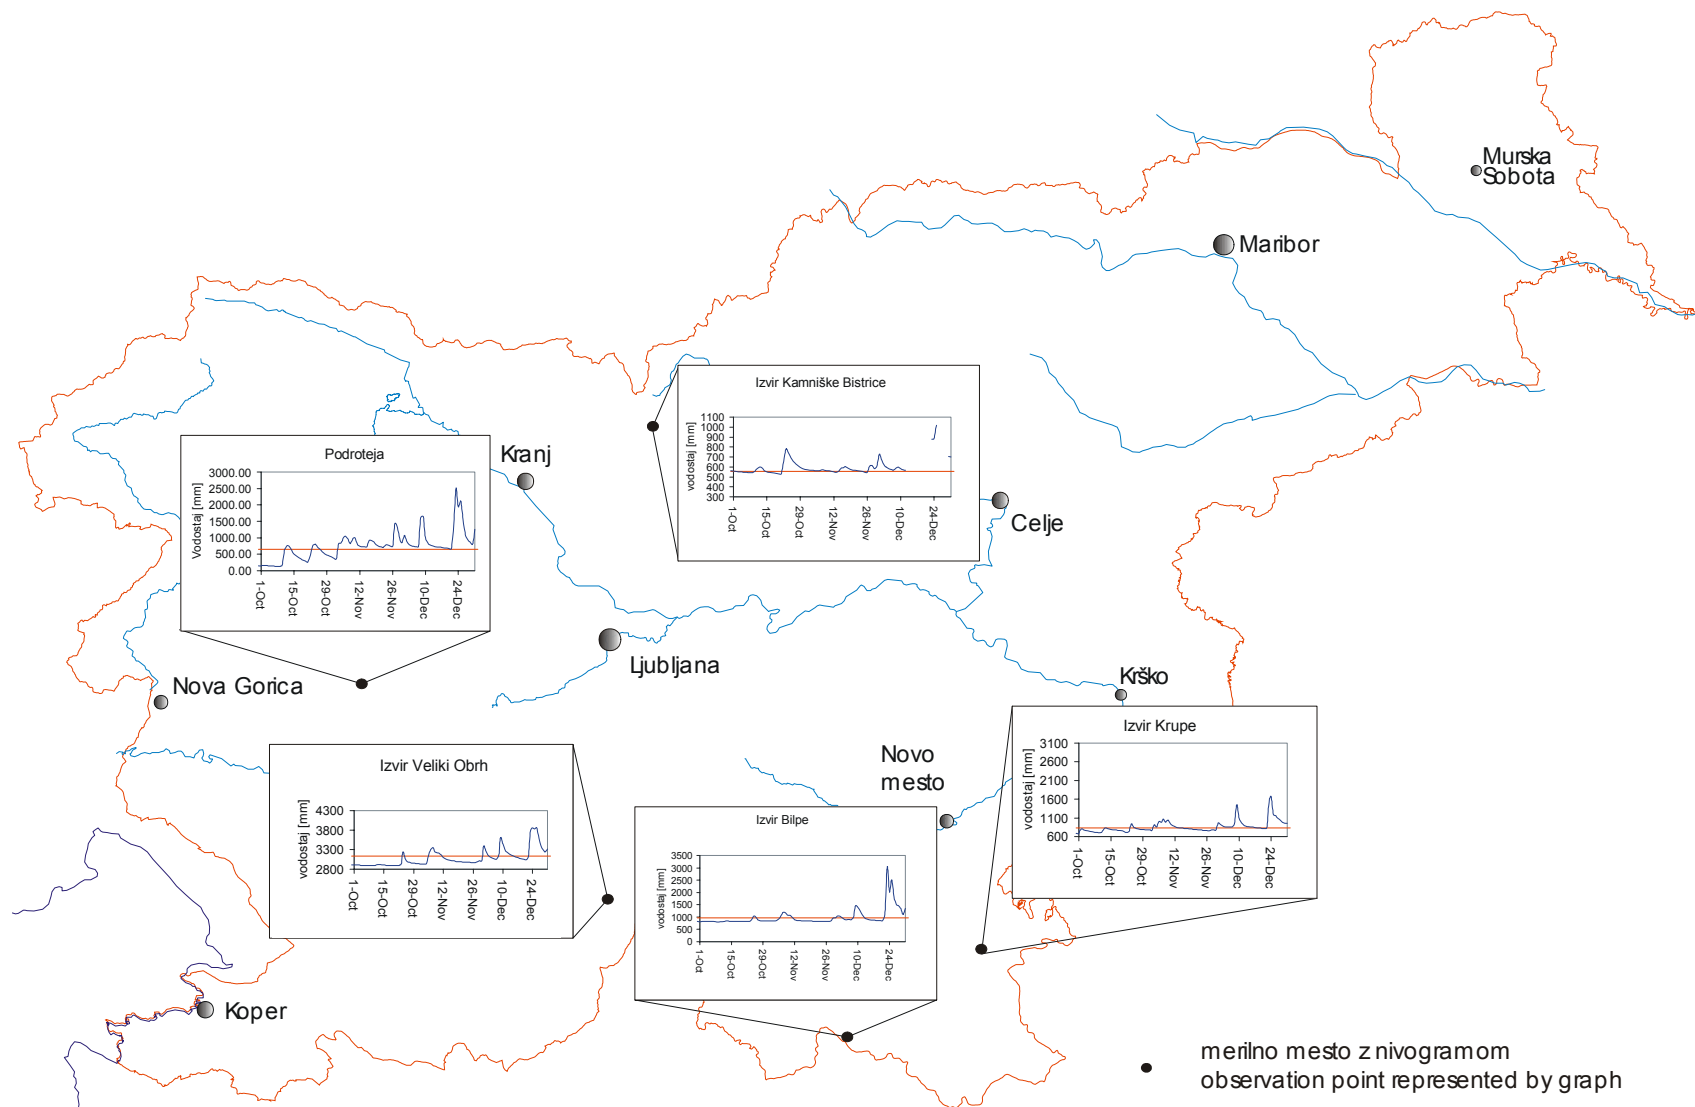 Murska
Sobota
Maribor
Izvir Kamniške Bistrice
vodostaj [mm]
1100
1000
900
800
700
600
500
400
300
1-Oct
15-Oct
29-Oct
12-Nov
26-Nov
10-Dec
24-Dec
Podroteja
Vodostaj [mm]
3000.00
2500.00
2000.00
1500.00
1000.00
500.00
0.00
1-Oct
15-Oct
29-Oct
12-Nov
26-Nov
10-Dec
24-Dec
Kranj
Celje
Ljubljana
Nova Gorica
Krško
Izvir Krupe
vodostaj [mm]
3100
2600
2100
1600
1100
600
1-Oct
15-Oct
29-Oct
12-Nov
26-Nov
10-Dec
24-Dec
Izvir Veliki Obrh
vodostaj [mm]
4300
3800
3300
2800
1-Oct
15-Oct
29-Oct
12-Nov
26-Nov
10-Dec
24-Dec
Novo
mesto
Izvir Bilpe
vodostaj [mm]
3500
3000
2500
2000
1500
1000
500
0
1-Oct
15-Oct
29-Oct
12-Nov
26-Nov
10-Dec
24-Dec
Koper
merilno mesto z nivogramom
observation point represented by graph